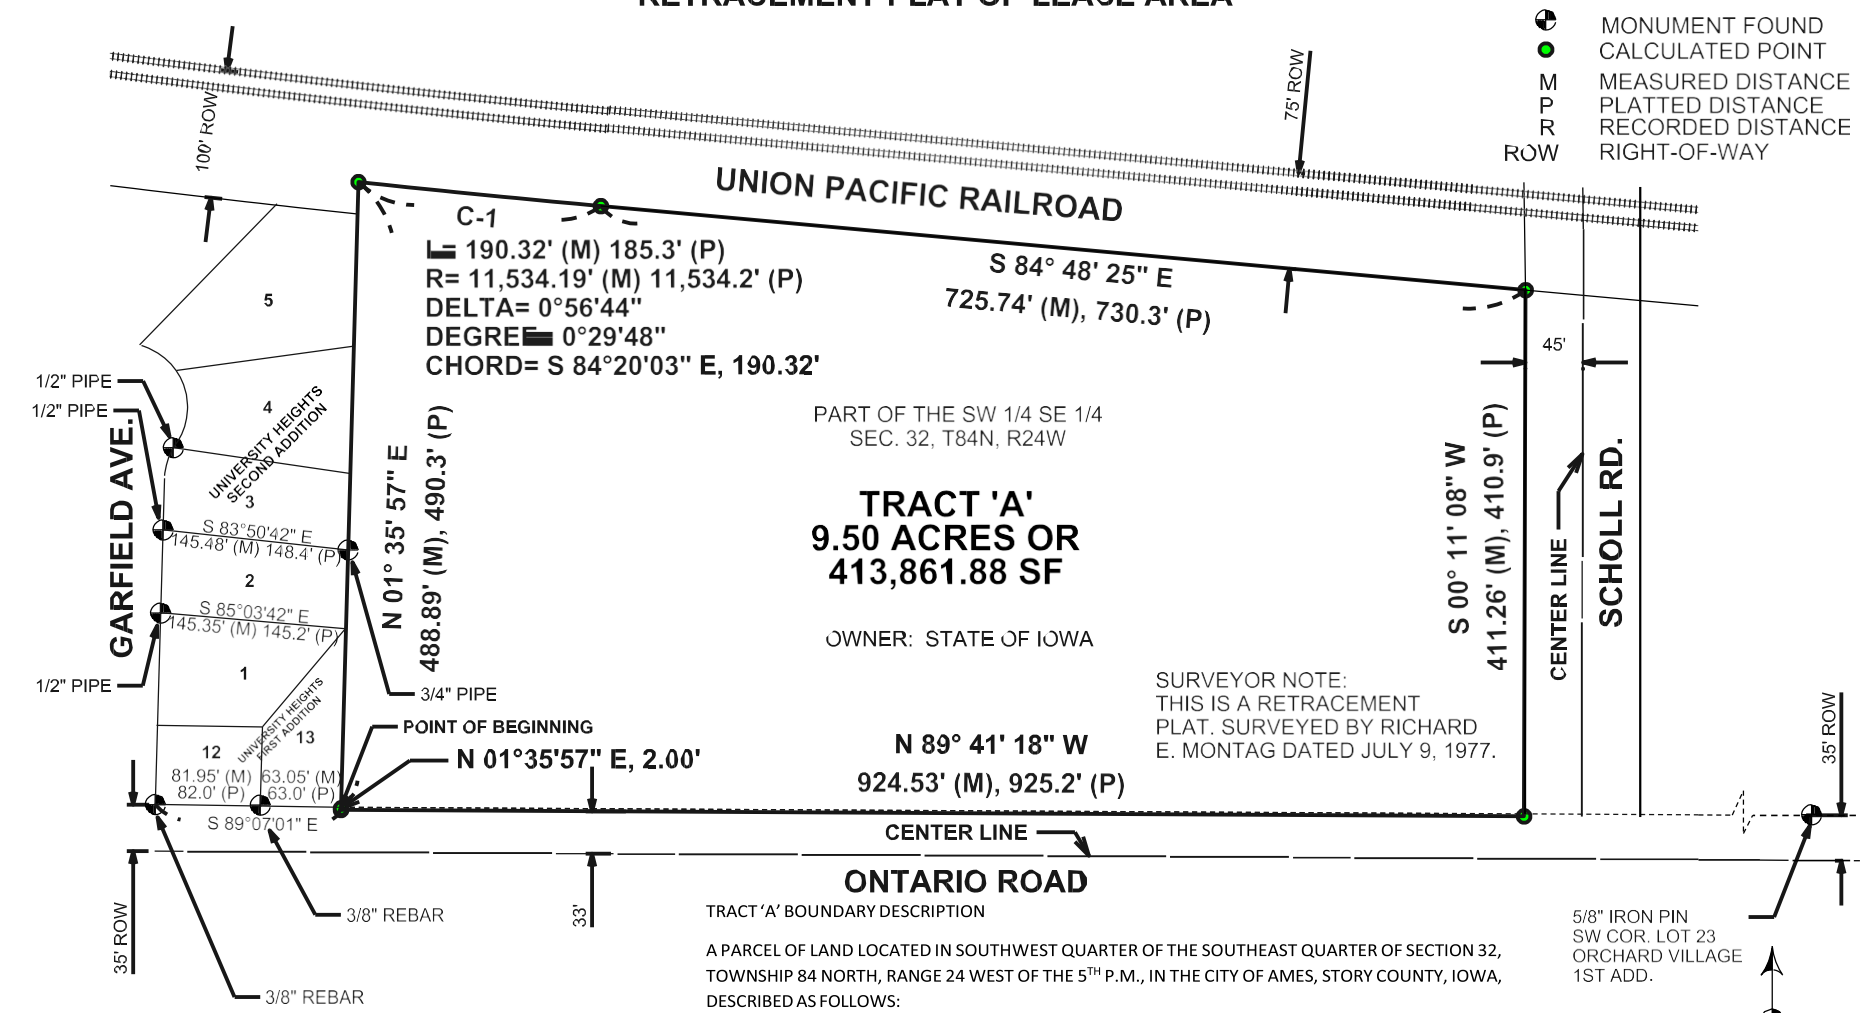 RETRACEMENT PLAT OF LEASE AREA
MONUMENT FOUND
CALCULATED POINT
M MEASURED DISTANCE
P PLATTED DISTANCE
R RECORDED DISTANCE
ROW RIGHT-OF-WAY
100' ROW
75' ROW
UNION PACIFIC RAILROAD
C-1
L= 190.32' (M) 185.3' (P)
R= 11,534.19' (M) 11,534.2' (P)
DELTA= 0°56'44"
DEGREE= 0°29'48"
CHORD= S 84°20'03" E, 190.32'
S 84° 48' 25" E
725.74' (M), 730.3' (P)
45'
5
4
UNIVERSITY HEIGHTS
SECOND ADDITION
3
1/2" PIPE
1/2" PIPE
GARFIELD AVE.
S 83°50'42" E
145.48' (M) 148.4' (P)
2
S 85°03'42" E
145.35' (M) 145.2' (P)
1
1/2" PIPE
N 01° 35' 57" E
488.89' (M), 490.3' (P)
PART OF THE SW 1/4 SE 1/4
SEC. 32, T84N, R24W
TRACT 'A'
9.50 ACRES OR
413,861.88 SF
OWNER: STATE OF IOWA
S 00° 11' 08" W
411.26' (M), 410.9' (P)
CENTER LINE
SCHOLL RD.
3/4" PIPE
POINT OF BEGINNING
N 01°35'57" E, 2.00'
UNIVERSITY HEIGHTS
FIRST ADDITION
12
13
81.95' (M)
82.0' (P)
63.05' (M)
63.0' (P)
S 89°07'01" E
SURVEYOR NOTE:
THIS IS A RETRACEMENT
PLAT. SURVEYED BY RICHARD
E. MONTAG DATED JULY 9, 1977.
N 89° 41' 18" W
924.53' (M), 925.2' (P)
35' ROW
CENTER LINE
ONTARIO ROAD
33'
35' ROW
3/8" REBAR
3/8" REBAR
5/8" IRON PIN
SW COR. LOT 23
ORCHARD VILLAGE
1ST ADD.
TRACT ‘A’ BOUNDARY DESCRIPTION
A PARCEL OF LAND LOCATED IN SOUTHWEST QUARTER OF THE SOUTHEAST QUARTER OF SECTION 32,
TOWNSHIP 84 NORTH, RANGE 24 WEST OF THE 5TH P.M., IN THE CITY OF AMES, STORY COUNTY, IOWA,
DESCRIBED AS FOLLOWS: